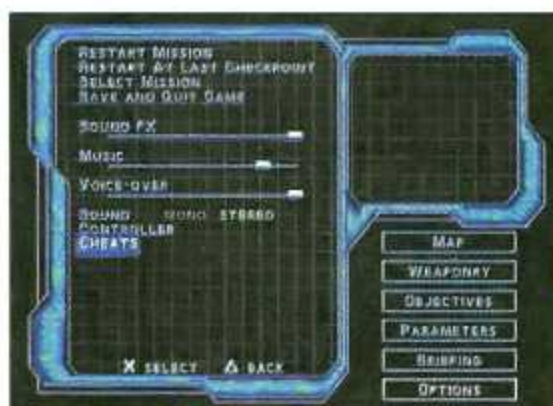 RESTART MISSION
RESTART AT LAST CHECKPOINT
SELECT MISSION
SAVE AND QUIT GAME
SOUND FX
MUSIC
VOICE-OVER
SOUND MONO STEREO
CONTROLLER
CHEATS
X SELECT △ BACK
MAP
WEAPONRY
OBJECTIVES
PARAMETERS
BRIEFING
OPTIONS